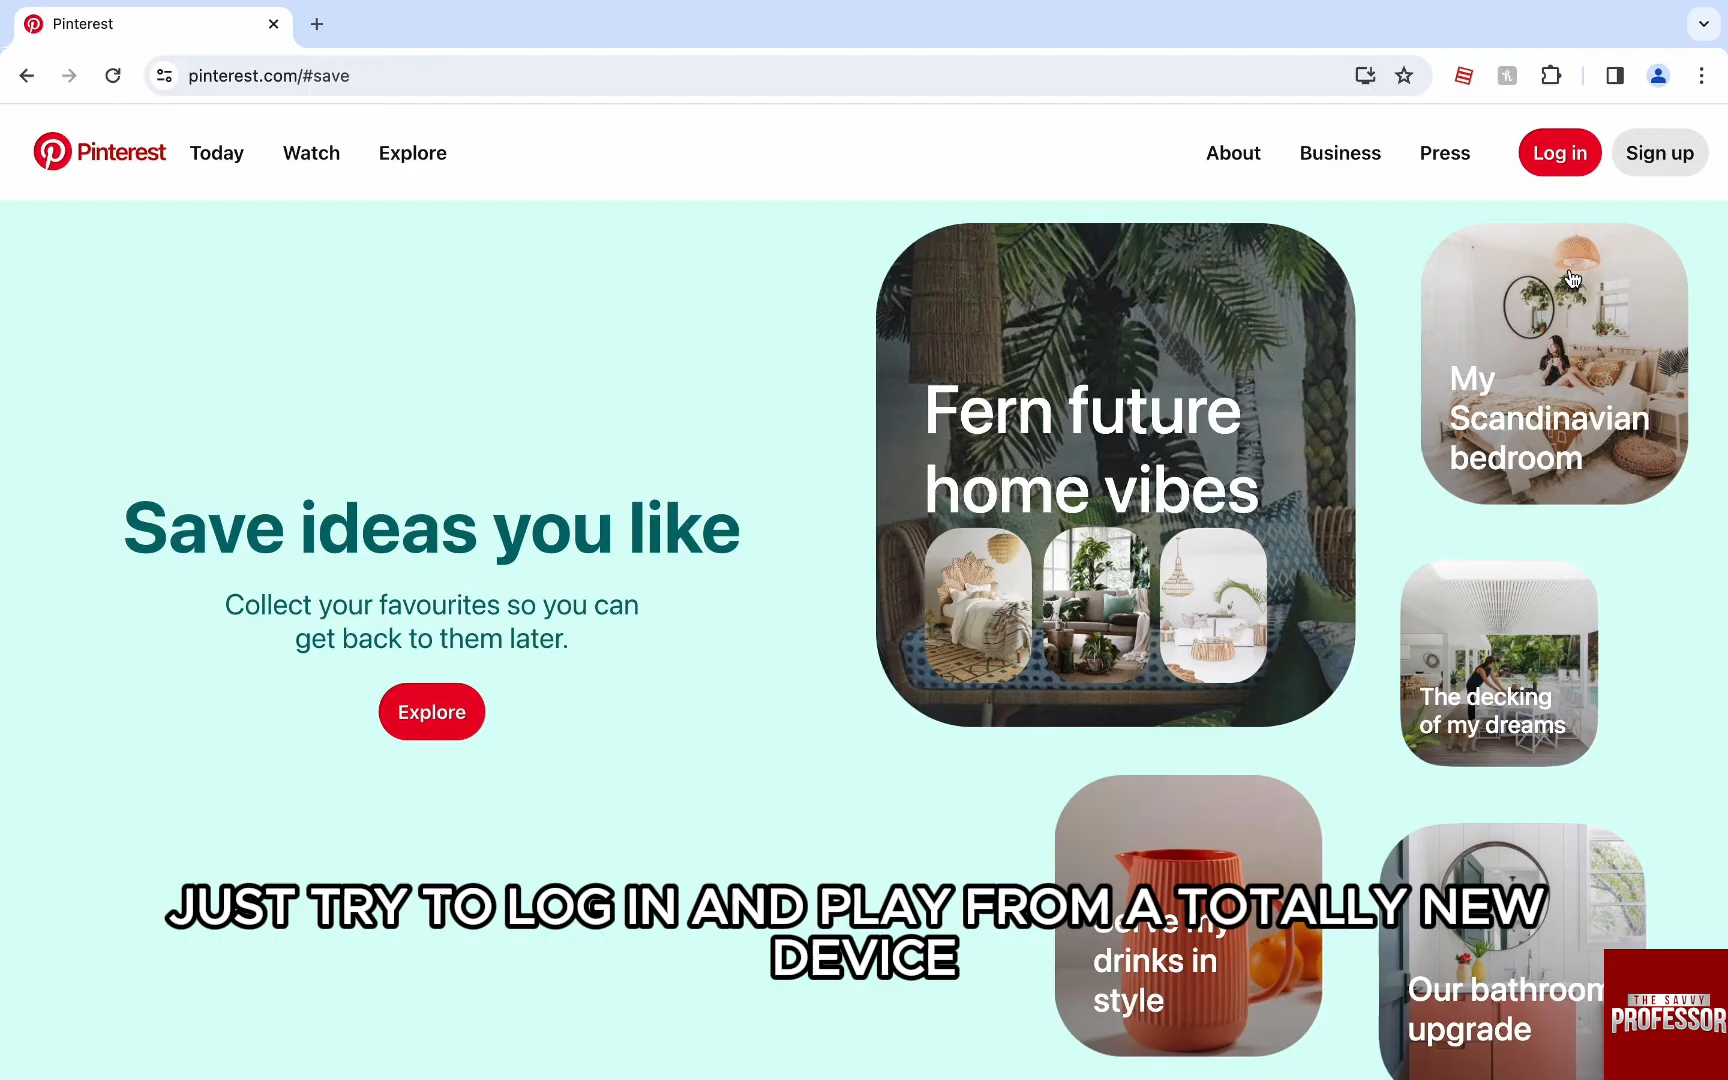 Pinterest
pinterest.com/#save
Pinterest
Today
Watch
Explore
About
Business
Press
Log in
Sign up
Save ideas you like
Collect your favourites so you can
get back to them later.
Explore
Fern future
home vibes
My
Scandinavian
bedroom
The decking
of my dreams
my
drinks in
style
Our bathroom
upgrade
JUST TRY TO LOG IN AND PLAY FROM A TOTALLY NEW
DEVICE
THE SAVVY
PROFESSOR